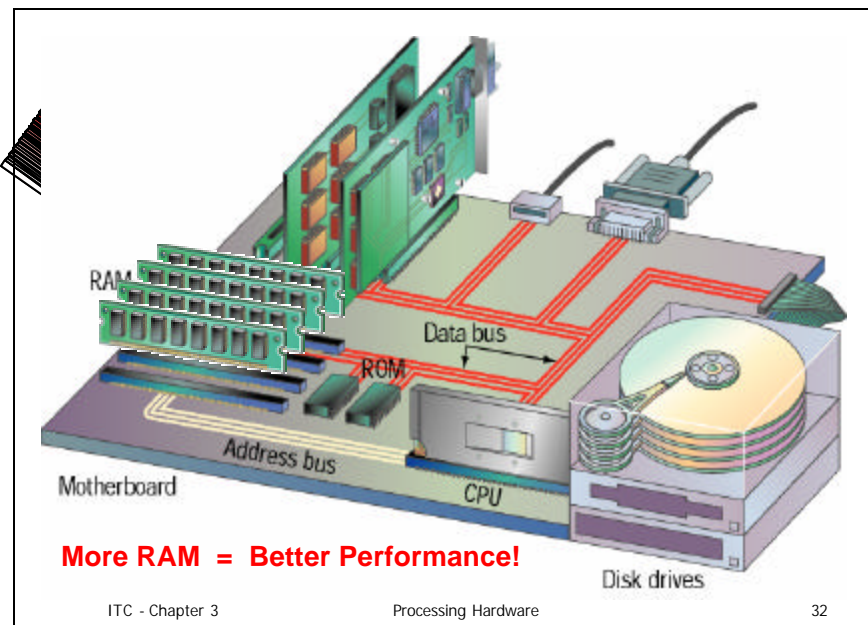 RAM
Data bus
ROM
Address bus
Motherboard
CPU
More RAM = Better Performance!
Disk drives
ITC - Chapter 3 Processing Hardware 32